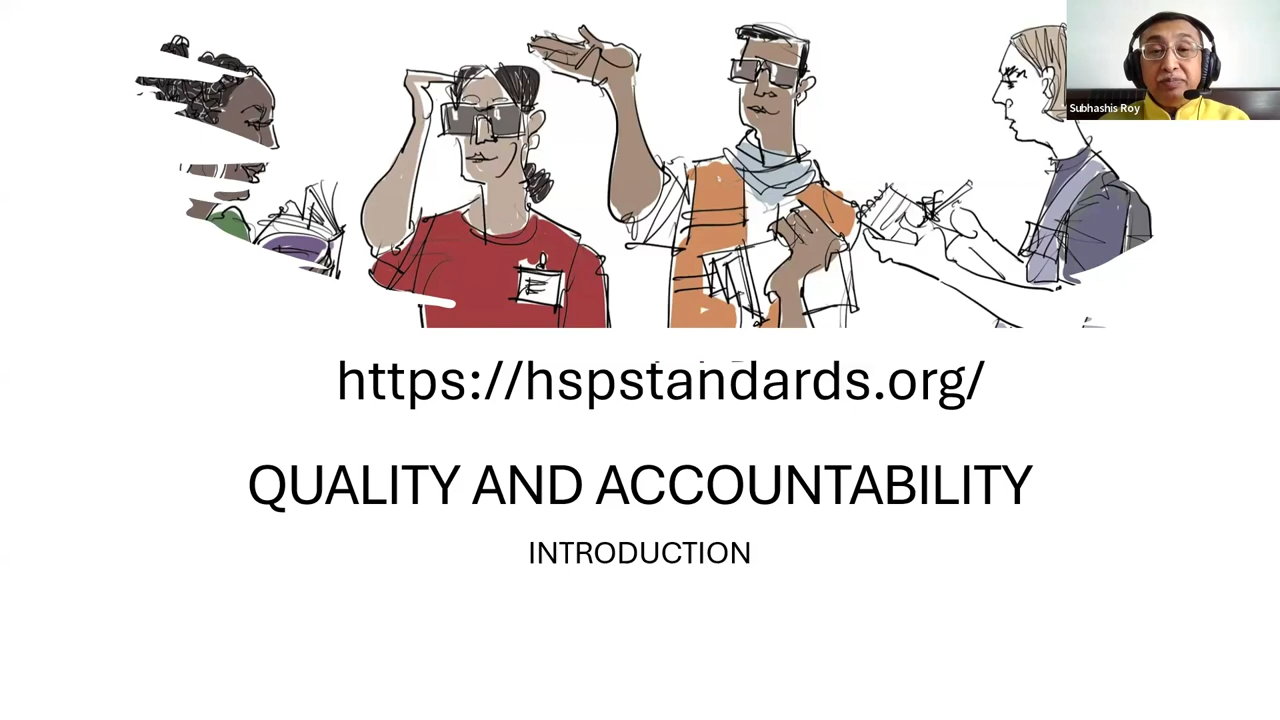 Subhashis Roy
https://hspstandards.org/
QUALITY AND ACCOUNTABILITY
INTRODUCTION